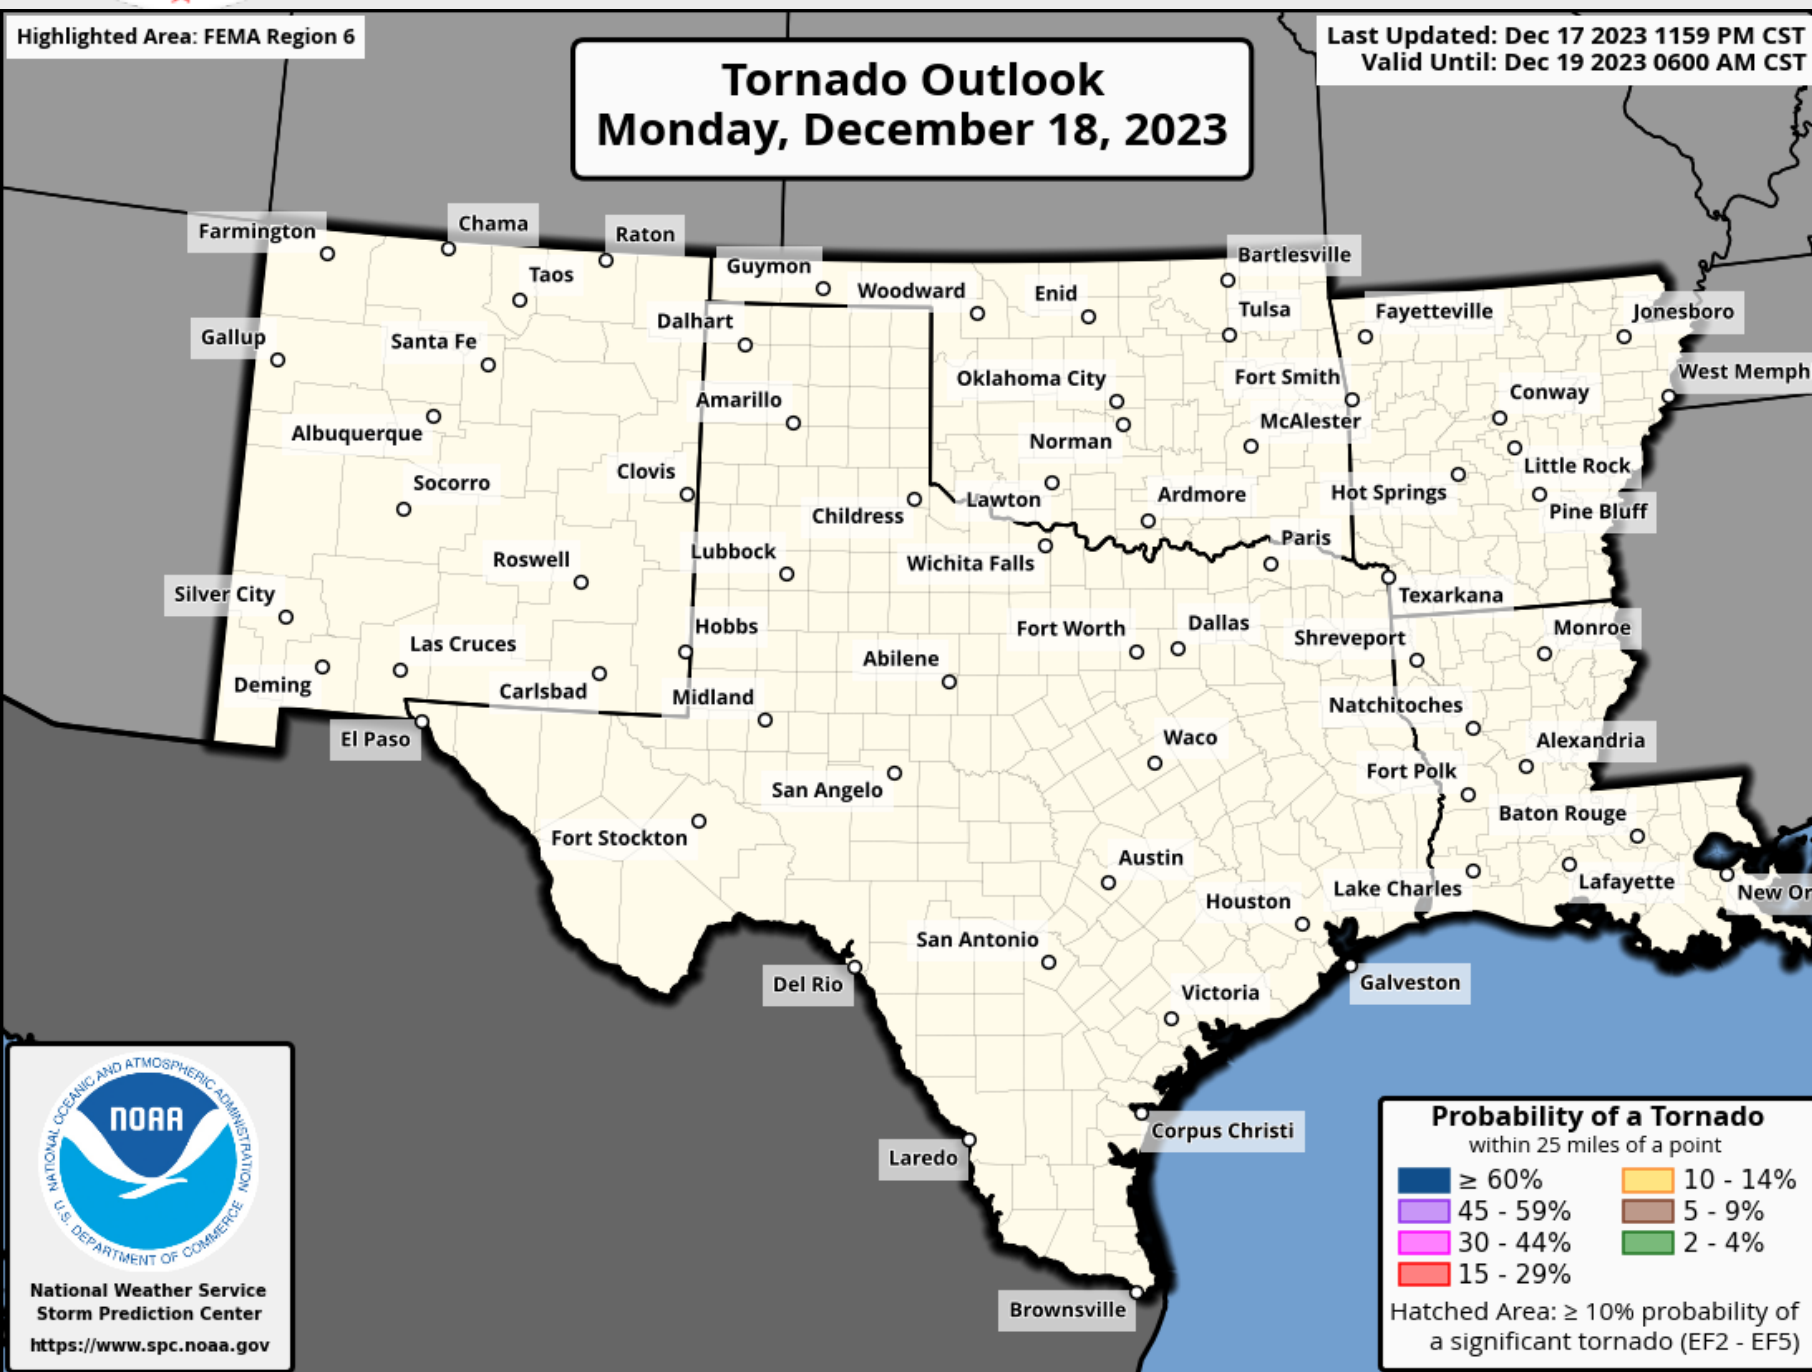 Highlighted Area: FEMA Region 6
Tornado Outlook
Monday, December 18, 2023
Last Updated: Dec 17 2023 1159 PM CST
Valid Until: Dec 19 2023 0600 AM CST
Farmington
Chama
Raton
Taos
Guymon
Woodward
Enid
Bartlesville
Tulsa
Fayetteville
Jonesboro
Gallup
Santa Fe
Dalhart
Oklahoma City
Fort Smith
West Memph
Conway
Amarillo
Albuquerque
Norman
McAlester
Little Rock
Clovis
Socorro
Lawton
Ardmore
Hot Springs
Pine Bluff
Childress
Paris
Lubbock
Roswell
Wichita Falls
Silver City
Texarkana
Hobbs
Fort Worth
Dallas
Shreveport
Monroe
Las Cruces
Abilene
Deming
Carlsbad
Midland
Natchitoches
El Paso
Waco
Alexandria
Fort Polk
San Angelo
Baton Rouge
Fort Stockton
Austin
Lake Charles
Lafayette
New Or
Houston
San Antonio
Del Rio
Galveston
Victoria
Corpus Christi
Laredo
Brownsville
NATIONAL OCEANIC AND ATMOSPHERIC ADMINISTRATION
NOAA
U.S. DEPARTMENT OF COMMERCE
National Weather Service
Storm Prediction Center
https://www.spc.noaa.gov
Probability of a Tornado
within 25 miles of a point
≥ 60%
45 - 59%
30 - 44%
15 - 29%
10 - 14%
5 - 9%
2 - 4%
Hatched Area: ≥ 10% probability of
a significant tornado (EF2 - EF5)